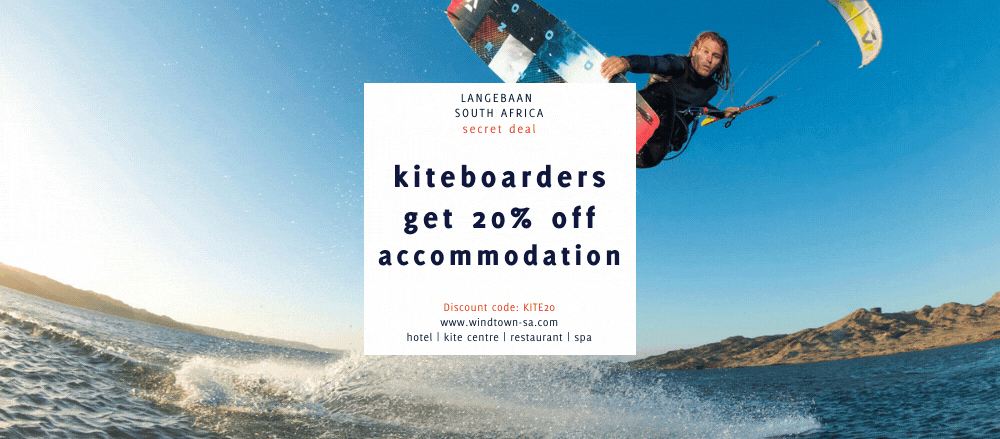 LANGEBAAN
SOUTH AFRICA
secret deal
kiteboarders
get 20% off
accommodation
Discount code: KITE20
www.windtown-sa.com
hotel | kite centre | restaurant | spa